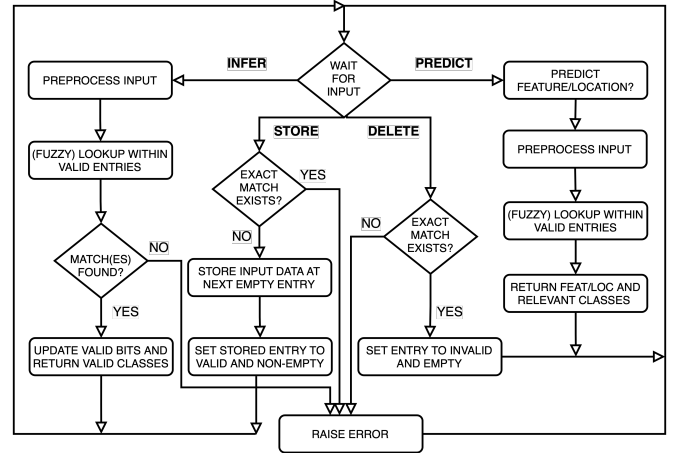 INFER
PREDICT
WAIT
FOR
INPUT
PREPROCESS INPUT
PREDICT
FEATURE/LOCATION?
STORE
DELETE
(FUZZY) LOOKUP WITHIN
VALID ENTRIES
EXACT
MATCH
EXISTS?
YES
PREPROCESS INPUT
EXACT
MATCH
EXISTS?
NO
(FUZZY) LOOKUP WITHIN
VALID ENTRIES
MATCH(ES)
FOUND?
NO
NO
STORE INPUT DATA AT
NEXT EMPTY ENTRY
RETURN FEAT/LOC AND
RELEVANT CLASSES
YES
YES
UPDATE VALID BITS AND
RETURN VALID CLASSES
SET STORED ENTRY TO
VALID AND NON-EMPTY
SET ENTRY TO INVALID
AND EMPTY
RAISE ERROR